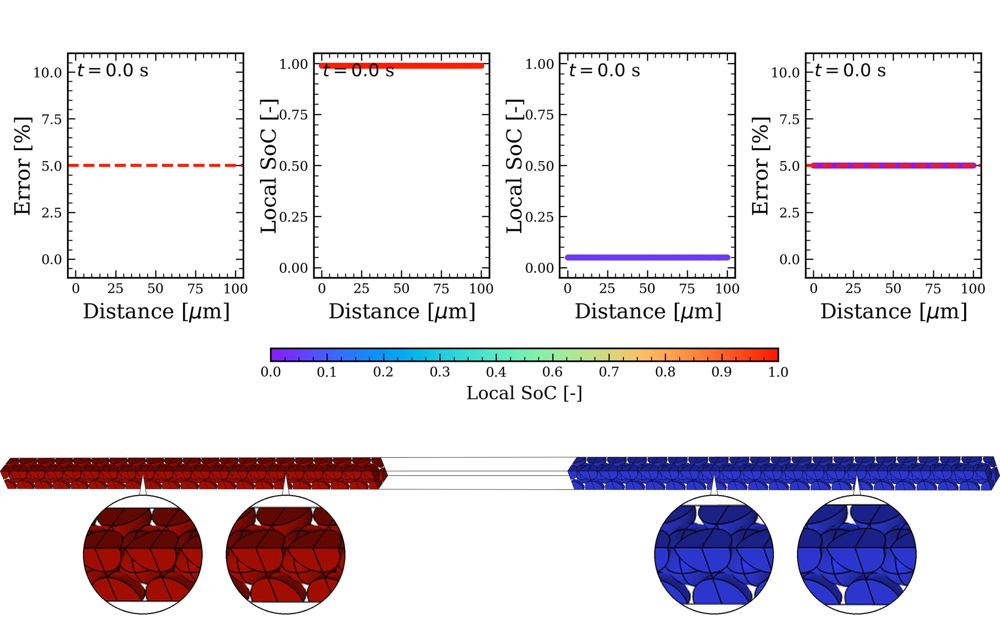 t = 0.0 s
10.0
7.5
5.0
2.5
0.0
Error [%]
0 25 50 75 100
Distance [μm]
t = 0.0 s
1.00
0.75
0.50
0.25
0.00
Local SoC [-]
0 25 50 75 100
Distance [μm]
t = 0.0 s
1.00
0.75
0.50
0.25
0.00
Local SoC [-]
0 25 50 75 100
Distance [μm]
t = 0.0 s
10.0
7.5
5.0
2.5
0.0
Error [%]
0 25 50 75 100
Distance [μm]
0.0 0.1 0.2 0.3 0.4 0.6 0.7 0.8 0.9 1.0
Local SoC [-]